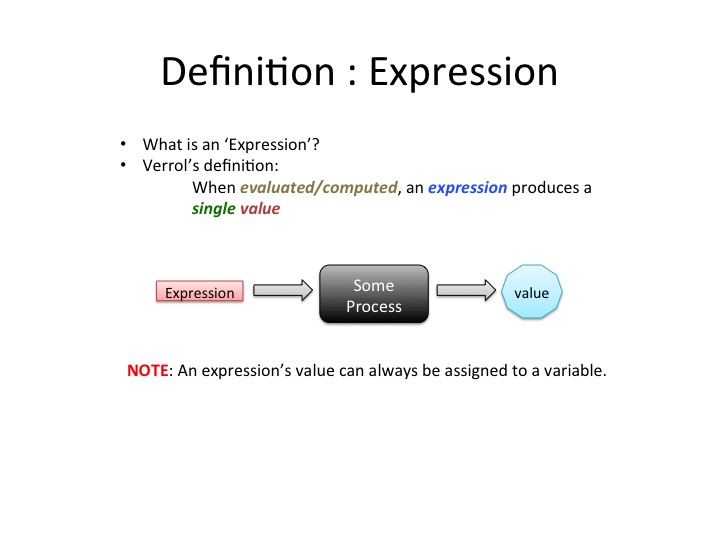 Definition : Expression
• What is an ‘Expression’?
• Verrol’s definition:
When evaluated/computed, an expression produces a
single value
Expression
Some
Process
value
NOTE: An expression’s value can always be assigned to a variable.